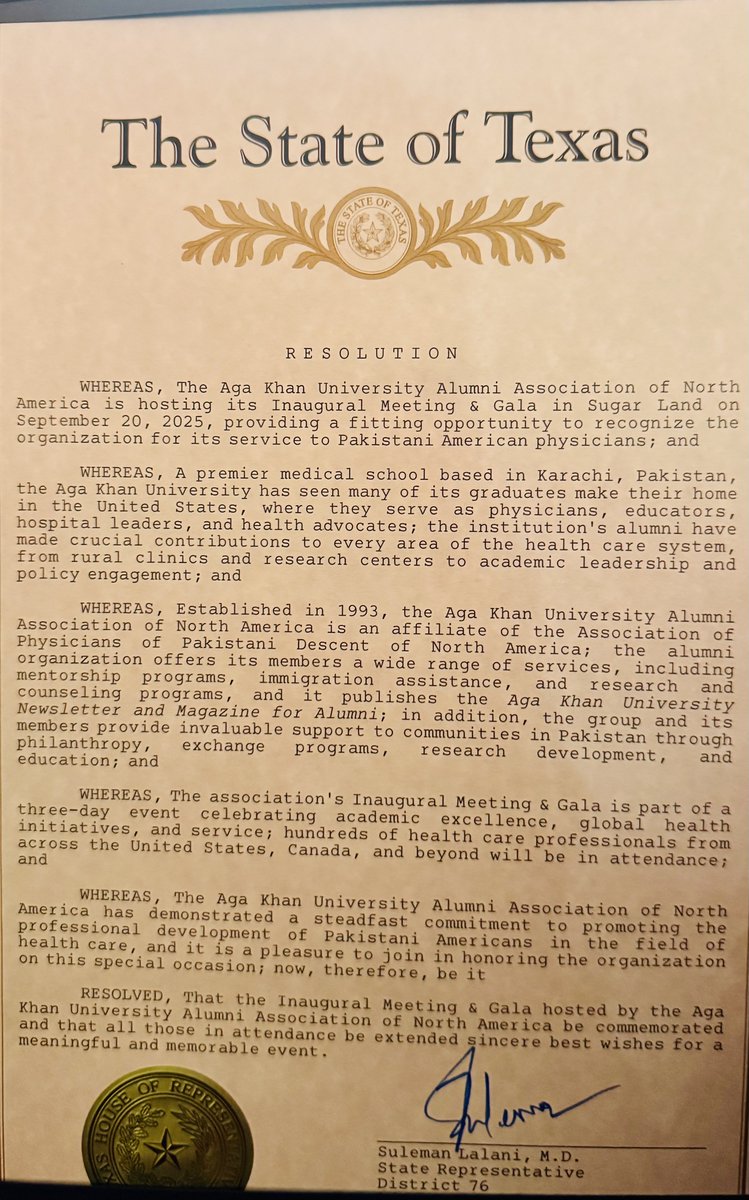 The State of Texas
THE STATE OF TEXAS
RESOLUTION
WHEREAS, The Aga Khan University Alumni Association of North
America is hosting its Inaugural Meeting & Gala in Sugar Land on
September 20, 2025, providing a fitting opportunity to recognize the
organization for its service to Pakistani American physicians; and
WHEREAS, A premier medical school based in Karachi, Pakistan,
the Aga Khan University has seen many of its graduates make their home
in the United States, where they serve as physicians, educators,
hospital leaders, and health advocates; the institution's alumni have
made crucial contributions to every area of the health care system,
from rural clinics and research centers to academic leadership and
policy engagement; and
WHEREAS, Established in 1993, the Aga Khan University Alumni
Association of North America is an affiliate of the Association of
Physicians of Pakistani Descent of North America; the alumni
organization offers its members a wide range of services, including
mentorship programs, immigration assistance, and research and
counseling programs, and it publishes the Aga Khan University
Newsletter and Magazine for Alumni; in addition, the group and its
members provide invaluable support to communities in Pakistan through
philanthropy, exchange programs, research development, and
education; and
WHEREAS, The association's Inaugural Meeting & Gala is part of a
three-day event celebrating academic excellence, global health
initiatives, and service; hundreds of health care professionals from
across the United States, Canada, and beyond will be in attendance;
and
WHEREAS, The Aga Khan University Alumni Association of North
America has demonstrated a steadfast commitment to promoting the
professional development of Pakistani Americans in the field of
health care, and it is a pleasure to join in honoring the organization
on this special occasion; now, therefore, be it
RESOLVED, That the Inaugural Meeting & Gala hosted by the Aga
Khan University Alumni Association of North America be commemorated
and that all those in attendance be extended sincere best wishes for a
meaningful and memorable event.
Suleman Lalani, M.D.
State Representative
District 76